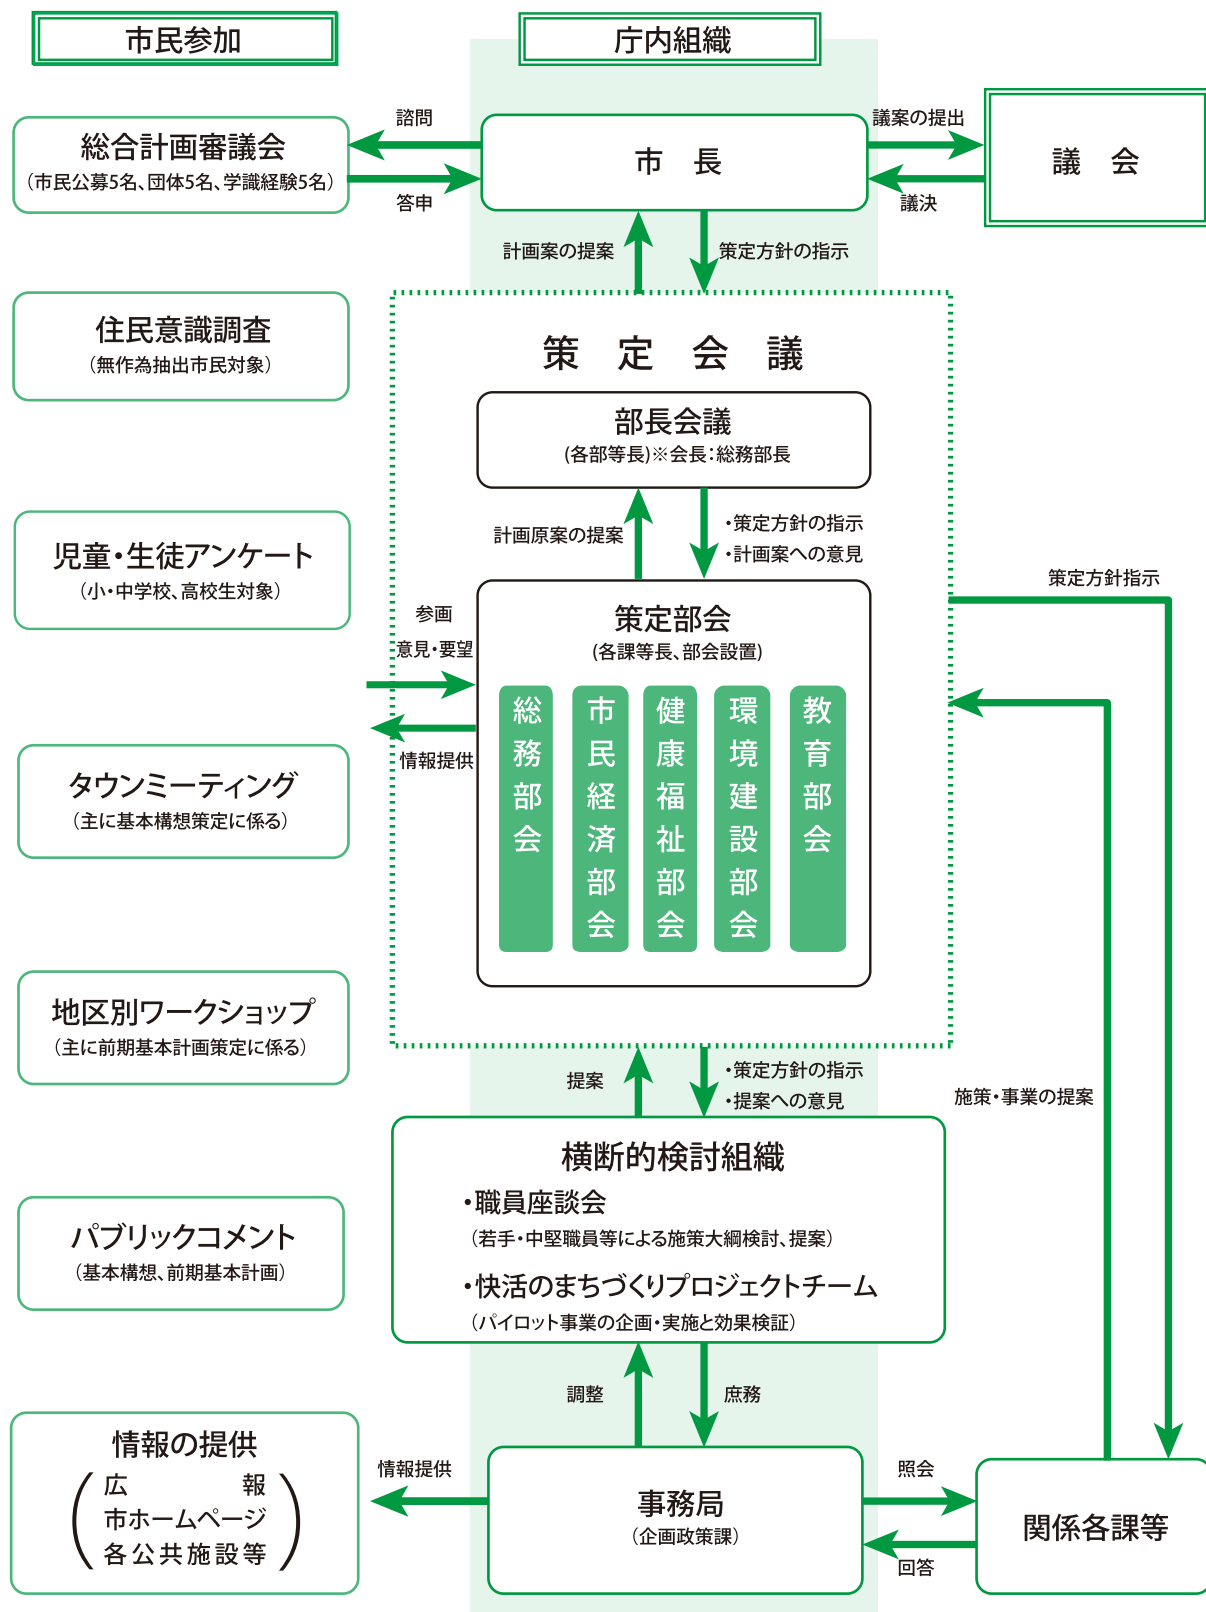 市民参加
庁内組織
総合計画審議会
（市民公募5名、団体5名、学識経験5名）
諮問
答申
市　長
議案の提出
議決
議　会
計画案の提案
策定方針の指示
住民意識調査
（無作為抽出市民対象）
策　定　会　議
部長会議
(各部等長)※会長：総務部長
計画原案の提案
・策定方針の指示
・計画案への意見
児童・生徒アンケート
（小・中学校、高校生対象）
参画
意見・要望
情報提供
策定部会
(各課等長、部会設置)
総務部会
市民経済部会
健康福祉部会
環境建設部会
教育部会
策定方針指示
タウンミーティング
（主に基本構想策定に係る）
地区別ワークショップ
（主に前期基本計画策定に係る）
提案
・策定方針の指示
・提案への意見
施策・事業の提案
横断的検討組織
・職員座談会
（若手・中堅職員等による施策大綱検討、提案）
・快活のまちづくりプロジェクトチーム
（パイロット事業の企画・実施と効果検証）
パブリックコメント
（基本構想、前期基本計画）
調整
庶務
情報の提供
（広　報
市ホームページ
各公共施設等）
情報提供
事務局
（企画政策課）
照会
回答
関係各課等